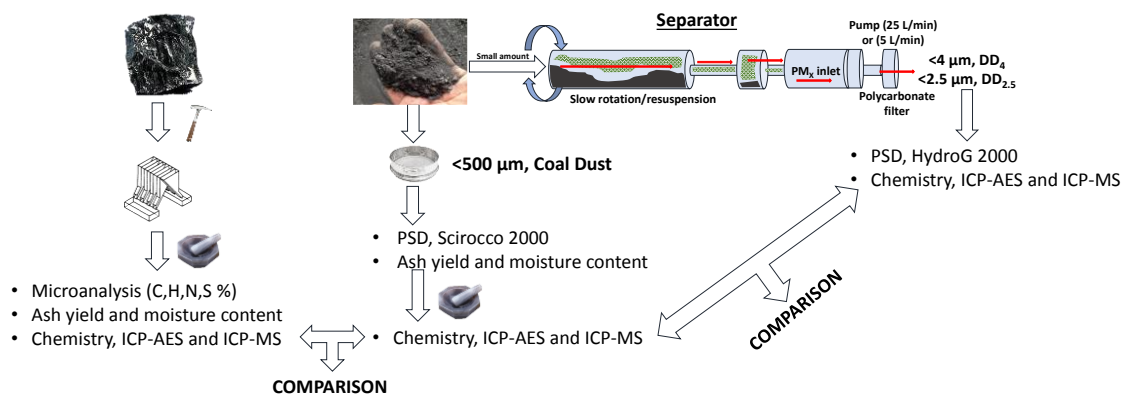 Separator
Pump (25 L/min)
or (5 L/min)
Small amount
PMx inlet
<4 µm, DD4
<2.5 µm, DD2.5
Slow rotation/resuspension
Polycarbonate
filter
<500 µm, Coal Dust
• PSD, HydroG 2000
• Chemistry, ICP-AES and ICP-MS
• PSD, Scirocco 2000
• Ash yield and moisture content
• Microanalysis (C,H,N,S %)
• Ash yield and moisture content
• Chemistry, ICP-AES and ICP-MS
• Chemistry, ICP-AES and ICP-MS
COMPARISON
COMPARISON